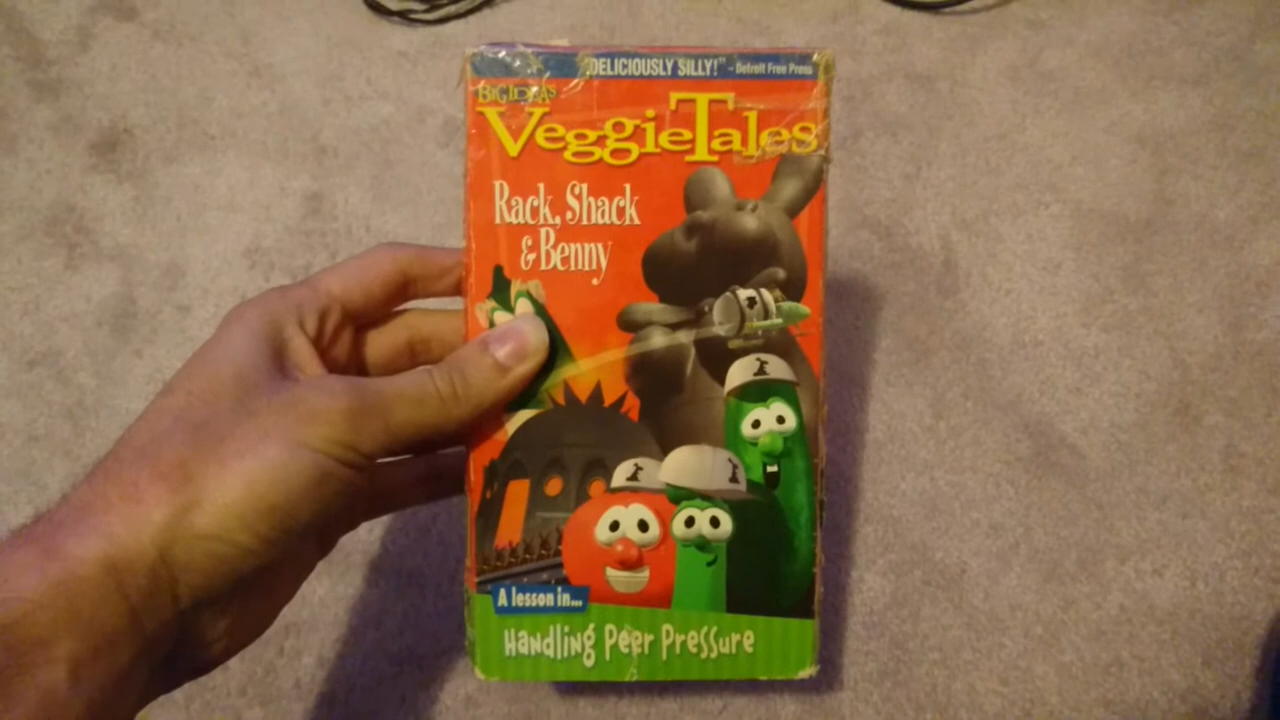 "DELICIOUSLY SILLY!" - Detroit Free Press
BIG IDEA'S
VeggieTales
Rack, Shack
& Benny
A lesson in...
Handling Peer Pressure